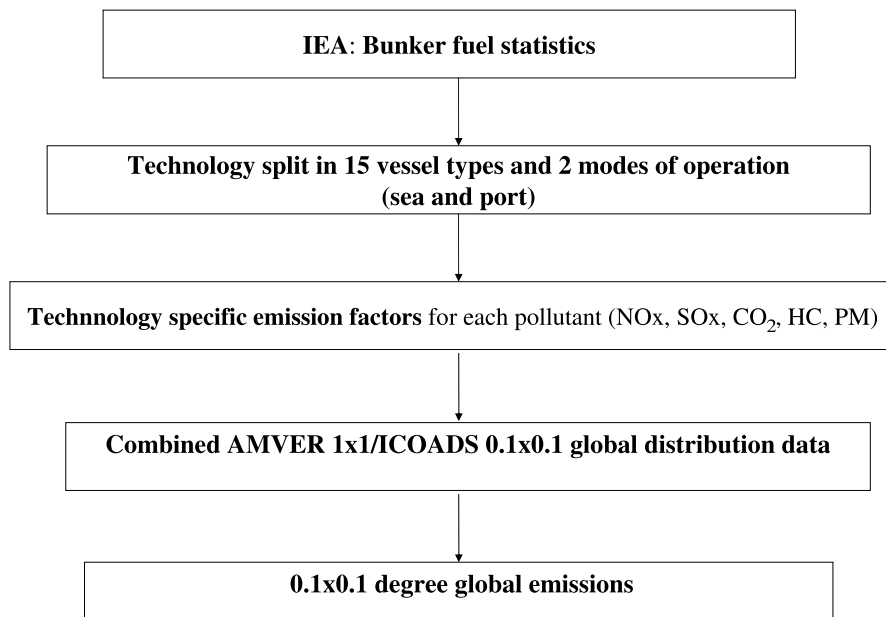 IEA: Bunker fuel statistics
Technology split in 15 vessel types and 2 modes of operation
(sea and port)
Technnology specific emission factors for each pollutant (NOx, SOx, CO₂, HC, PM)
Combined AMVER 1x1/ICOADS 0.1x0.1 global distribution data
0.1x0.1 degree global emissions